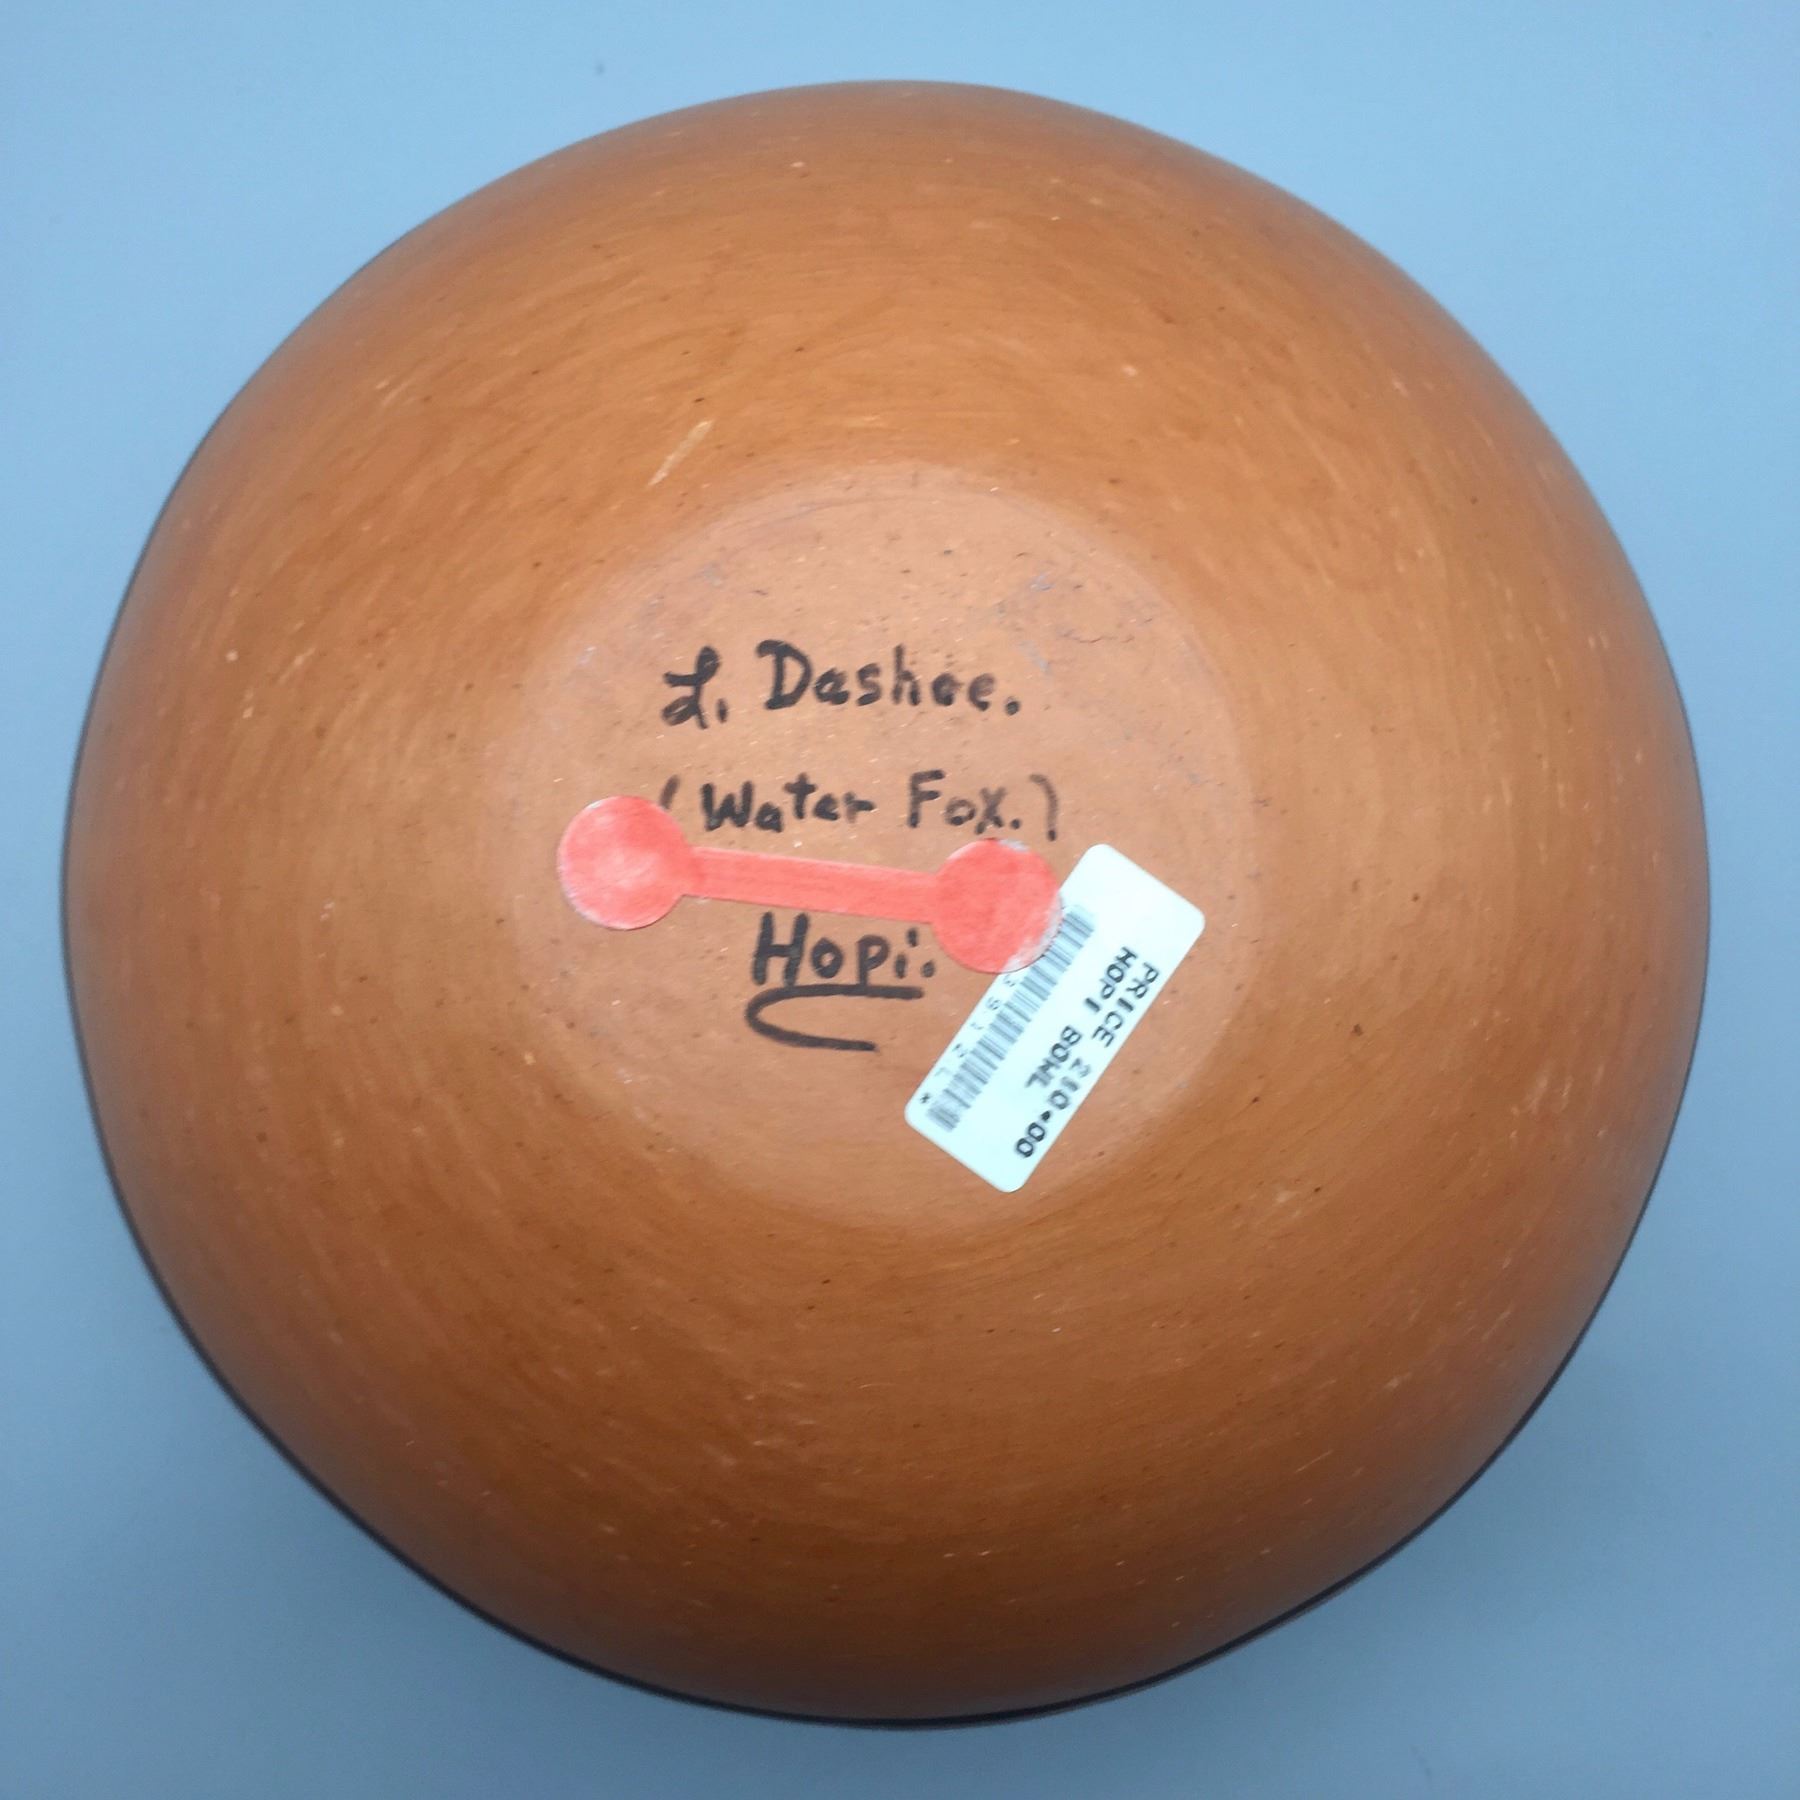 L. Dashee.
(Water Fox.)
Hopi.
PRICE 210.00
HOPI BOWL